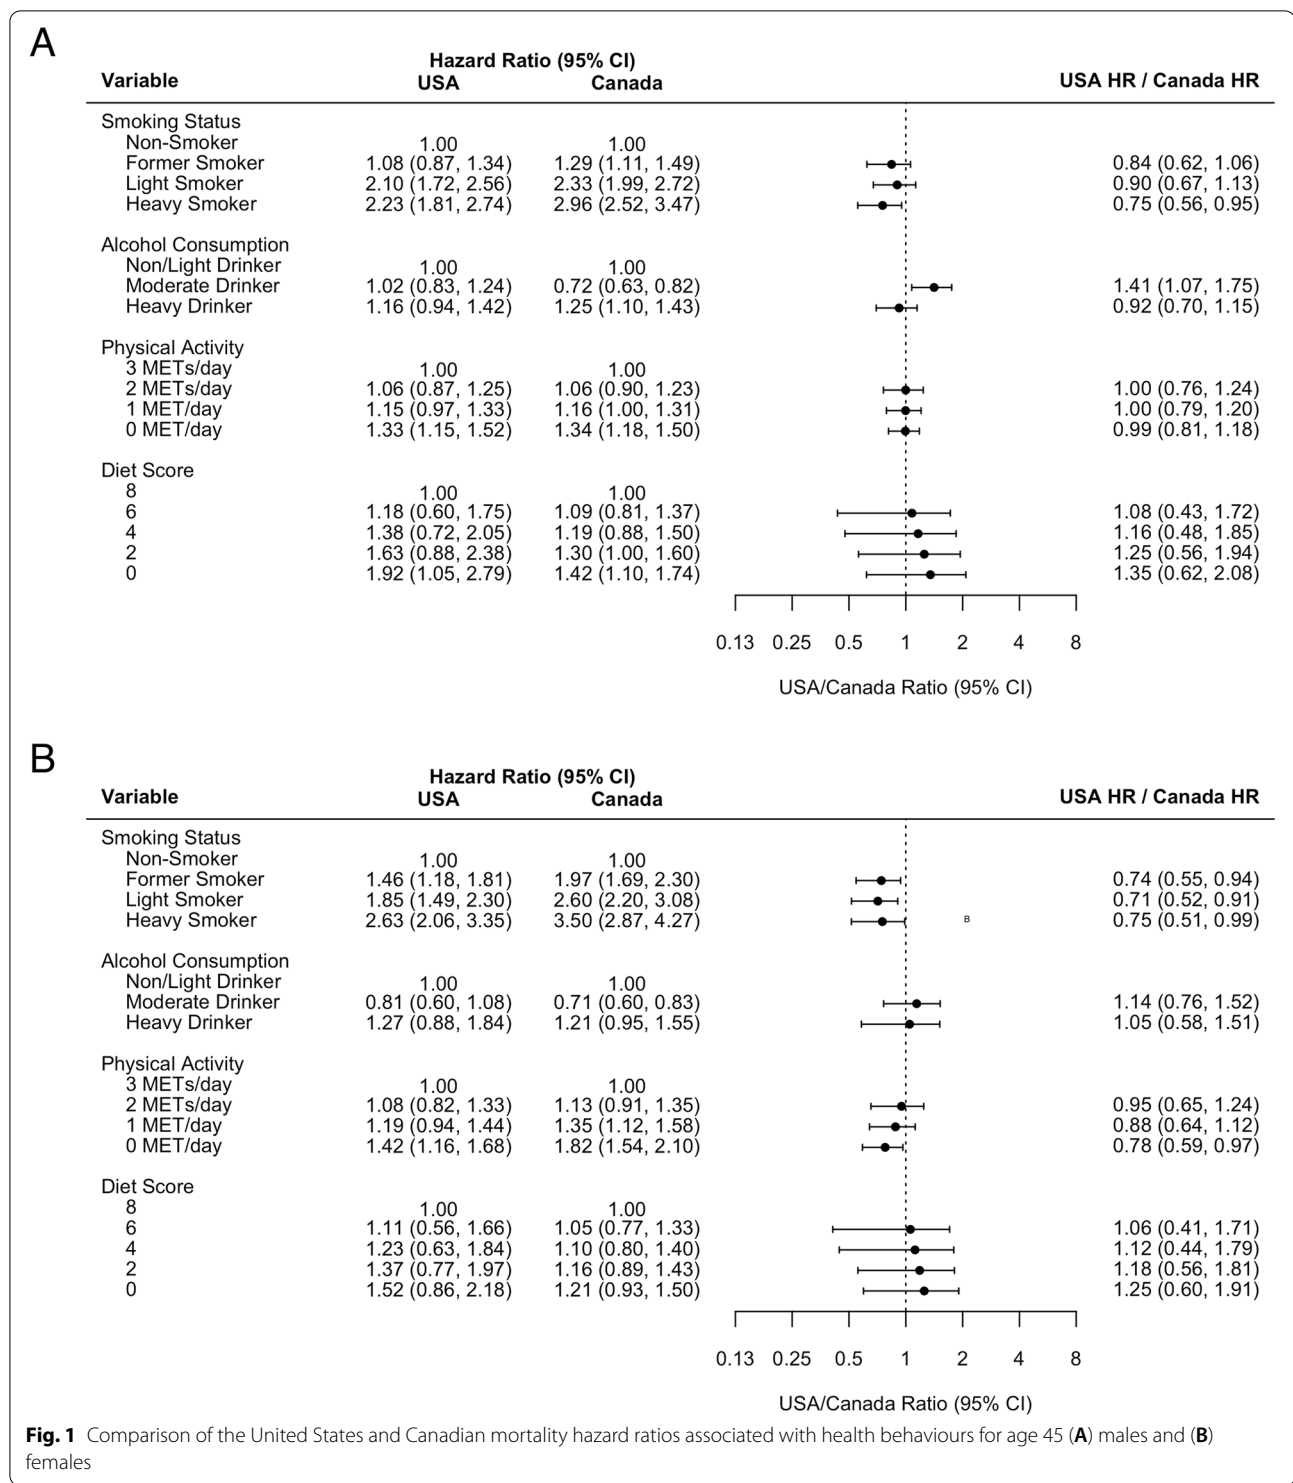 A
Hazard Ratio (95% CI)
Variable USA Canada USA HR / Canada HR
Smoking Status
Non-Smoker 1.00 1.00
Former Smoker 1.08 (0.87, 1.34) 1.29 (1.11, 1.49) 0.84 (0.62, 1.06)
Light Smoker 2.10 (1.72, 2.56) 2.33 (1.99, 2.72) 0.90 (0.67, 1.13)
Heavy Smoker 2.23 (1.81, 2.74) 2.96 (2.52, 3.47) 0.75 (0.56, 0.95)
Alcohol Consumption
Non/Light Drinker 1.00 1.00
Moderate Drinker 1.02 (0.83, 1.24) 0.72 (0.63, 0.82) 1.41 (1.07, 1.75)
Heavy Drinker 1.16 (0.94, 1.42) 1.25 (1.10, 1.43) 0.92 (0.70, 1.15)
Physical Activity
3 METs/day 1.00 1.00
2 METs/day 1.06 (0.87, 1.25) 1.06 (0.90, 1.23) 1.00 (0.76, 1.24)
1 MET/day 1.15 (0.97, 1.33) 1.16 (1.00, 1.31) 1.00 (0.79, 1.20)
0 MET/day 1.33 (1.15, 1.52) 1.34 (1.18, 1.50) 0.99 (0.81, 1.18)
Diet Score
8 1.00 1.00
6 1.18 (0.60, 1.75) 1.09 (0.81, 1.37) 1.08 (0.43, 1.72)
4 1.38 (0.72, 2.05) 1.19 (0.88, 1.50) 1.16 (0.48, 1.85)
2 1.63 (0.88, 2.38) 1.30 (1.00, 1.60) 1.25 (0.56, 1.94)
0 1.92 (1.05, 2.79) 1.42 (1.10, 1.74) 1.35 (0.62, 2.08)
0.13 0.25 0.5 1 2 4 8
USA/Canada Ratio (95% CI)
B
Hazard Ratio (95% CI)
Variable USA Canada USA HR / Canada HR
Smoking Status
Non-Smoker 1.00 1.00
Former Smoker 1.46 (1.18, 1.81) 1.97 (1.69, 2.30) 0.74 (0.55, 0.94)
Light Smoker 1.85 (1.49, 2.30) 2.60 (2.20, 3.08) 0.71 (0.52, 0.91)
Heavy Smoker 2.63 (2.06, 3.35) 3.50 (2.87, 4.27) B 0.75 (0.51, 0.99)
Alcohol Consumption
Non/Light Drinker 1.00 1.00
Moderate Drinker 0.81 (0.60, 1.08) 0.71 (0.60, 0.83) 1.14 (0.76, 1.52)
Heavy Drinker 1.27 (0.88, 1.84) 1.21 (0.95, 1.55) 1.05 (0.58, 1.51)
Physical Activity
3 METs/day 1.00 1.00
2 METs/day 1.08 (0.82, 1.33) 1.13 (0.91, 1.35) 0.95 (0.65, 1.24)
1 MET/day 1.19 (0.94, 1.44) 1.35 (1.12, 1.58) 0.88 (0.64, 1.12)
0 MET/day 1.42 (1.16, 1.68) 1.82 (1.54, 2.10) 0.78 (0.59, 0.97)
Diet Score
8 1.00 1.00
6 1.11 (0.56, 1.66) 1.05 (0.77, 1.33) 1.06 (0.41, 1.71)
4 1.23 (0.63, 1.84) 1.10 (0.80, 1.40) 1.12 (0.44, 1.79)
2 1.37 (0.77, 1.97) 1.16 (0.89, 1.43) 1.18 (0.56, 1.81)
0 1.52 (0.86, 2.18) 1.21 (0.93, 1.50) 1.25 (0.60, 1.91)
0.13 0.25 0.5 1 2 4 8
USA/Canada Ratio (95% CI)
Fig. 1 Comparison of the United States and Canadian mortality hazard ratios associated with health behaviours for age 45 (A) males and (B)
females